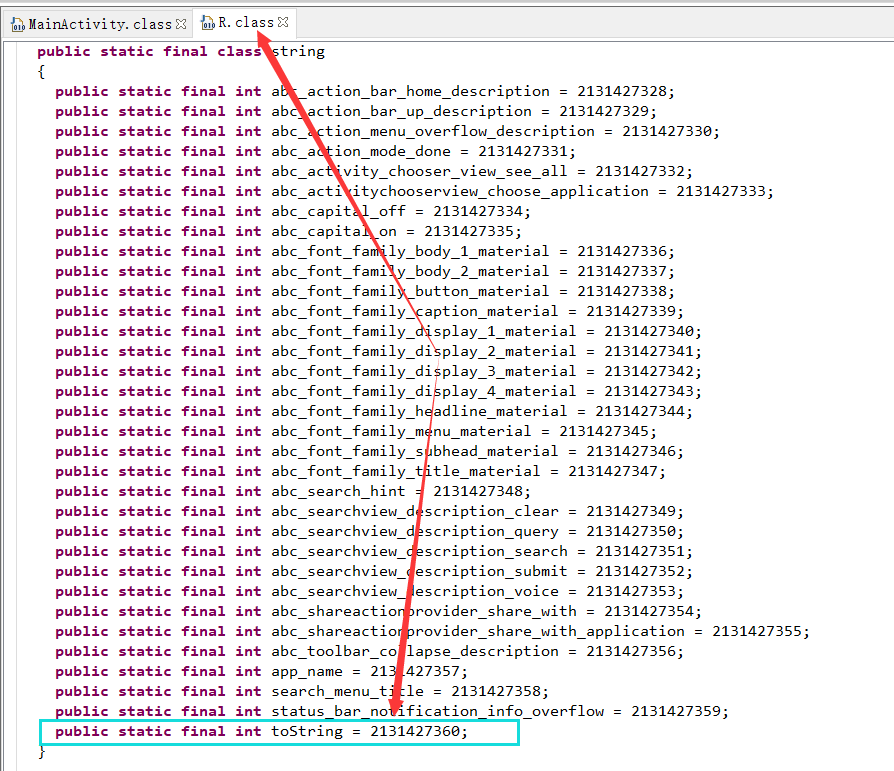 MainActivity.class R.class
public static final class string
{
public static final int abc_action_bar_home_description = 2131427328;
public static final int abc_action_bar_up_description = 2131427329;
public static final int abc_action_menu_overflow_description = 2131427330;
public static final int abc_action_mode_done = 2131427331;
public static final int abc_activity_chooser_view_see_all = 2131427332;
public static final int abc_activitychooserview_choose_application = 2131427333;
public static final int abc_capital_off = 2131427334;
public static final int abc_capital_on = 2131427335;
public static final int abc_font_family_body_1_material = 2131427336;
public static final int abc_font_family_body_2_material = 2131427337;
public static final int abc_font_family_button_material = 2131427338;
public static final int abc_font_family_caption_material = 2131427339;
public static final int abc_font_family_display_1_material = 2131427340;
public static final int abc_font_family_display_2_material = 2131427341;
public static final int abc_font_family_display_3_material = 2131427342;
public static final int abc_font_family_display_4_material = 2131427343;
public static final int abc_font_family_headline_material = 2131427344;
public static final int abc_font_family_menu_material = 2131427345;
public static final int abc_font_family_subhead_material = 2131427346;
public static final int abc_font_family_title_material = 2131427347;
public static final int abc_search_hint = 2131427348;
public static final int abc_searchview_description_clear = 2131427349;
public static final int abc_searchview_description_query = 2131427350;
public static final int abc_searchview_description_search = 2131427351;
public static final int abc_searchview_description_submit = 2131427352;
public static final int abc_searchview_description_voice = 2131427353;
public static final int abc_shareactionprovider_share_with = 2131427354;
public static final int abc_shareactionprovider_share_with_application = 2131427355;
public static final int abc_toolbar_collapse_description = 2131427356;
public static final int app_name = 2131427357;
public static final int search_menu_title = 2131427358;
public static final int status_bar_notification_info_overflow = 2131427359;
public static final int toString = 2131427360;
}